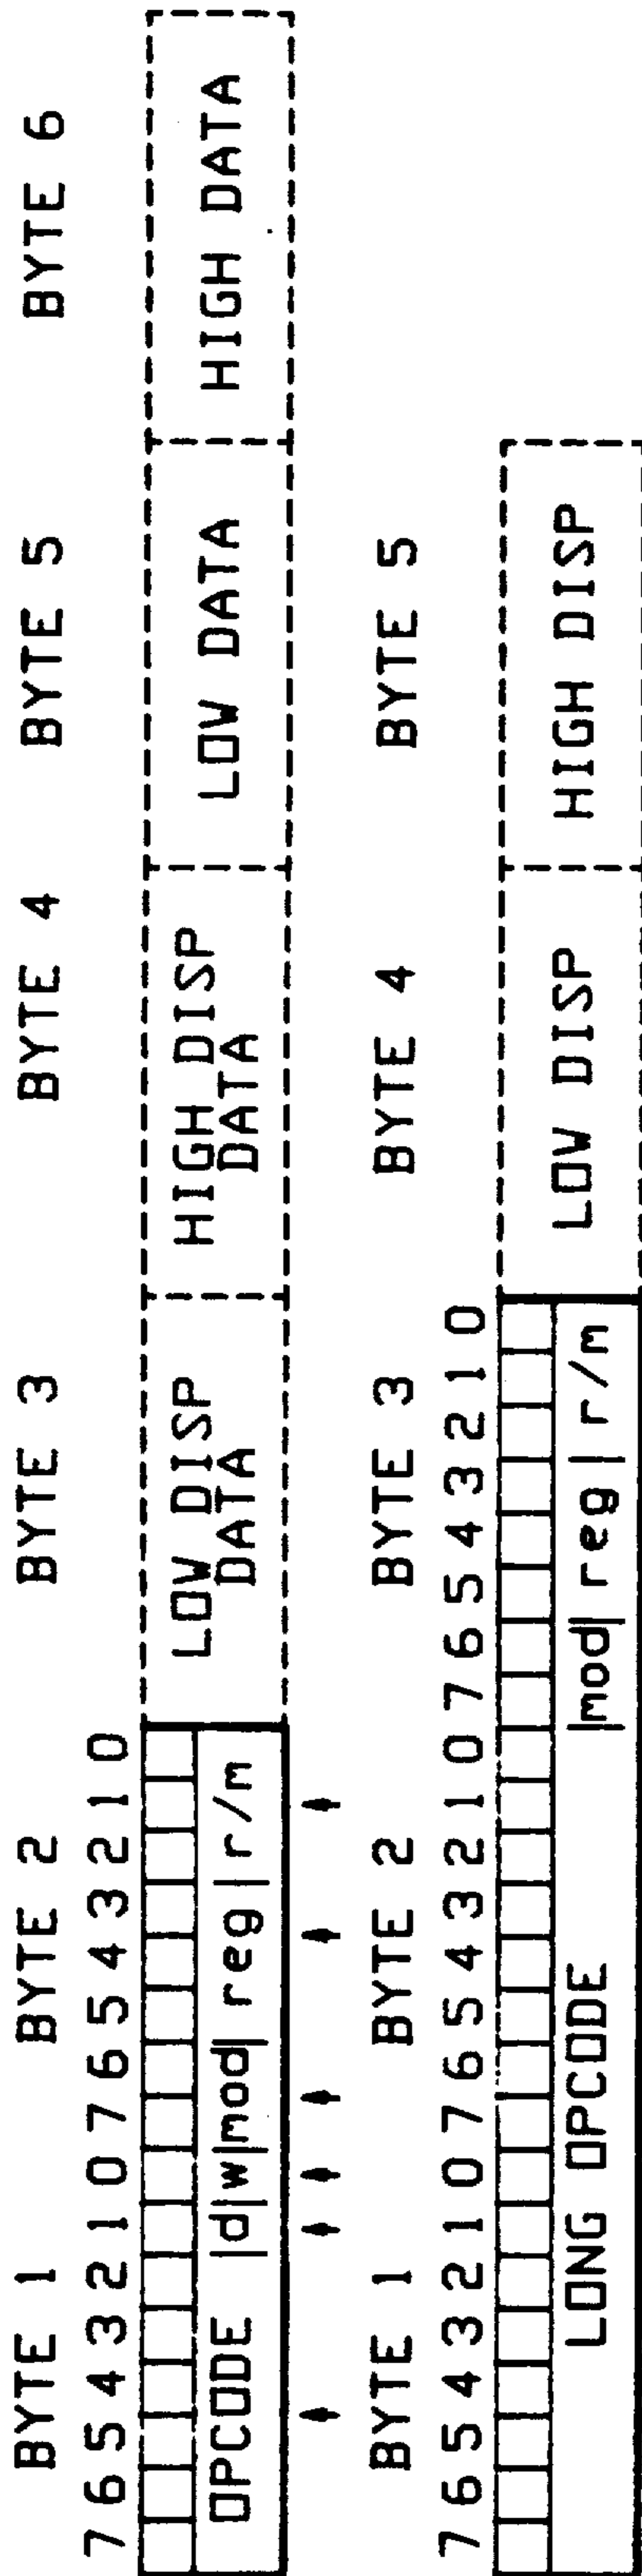 BYTE 1 BYTE 2 BYTE 3 BYTE 4 BYTE 5 BYTE 6
7 6 5 4 3 2 1 0 7 6 5 4 3 2 1 0
OPCODE |d|w|mod| reg | r/m
LOW DISP
DATA
HIGH DISP
DATA
LOW DATA
HIGH DATA
BYTE 1 BYTE 2 BYTE 3 BYTE 4 BYTE 5
7 6 5 4 3 2 1 0 7 6 5 4 3 2 1 0 7 6 5 4 3 2 1 0
LONG OPCODE |mod| reg | r/m
LOW DISP
HIGH DISP